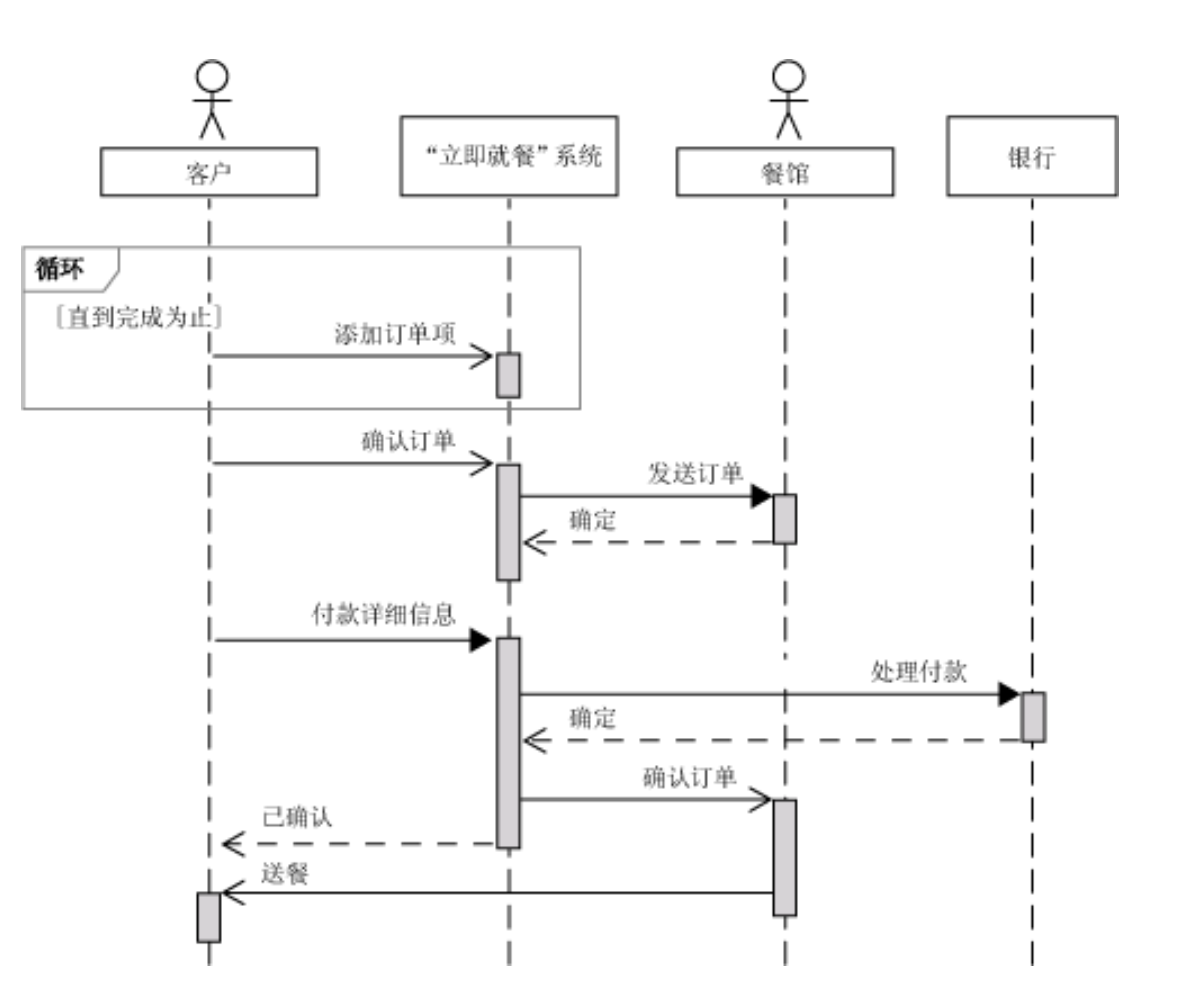 客户
“立即就餐”系统
餐馆
银行
循环
[直到完成为止]
添加订单项
确认订单
发送订单
确定
付款详细信息
处理付款
确定
确认订单
已确认
送餐